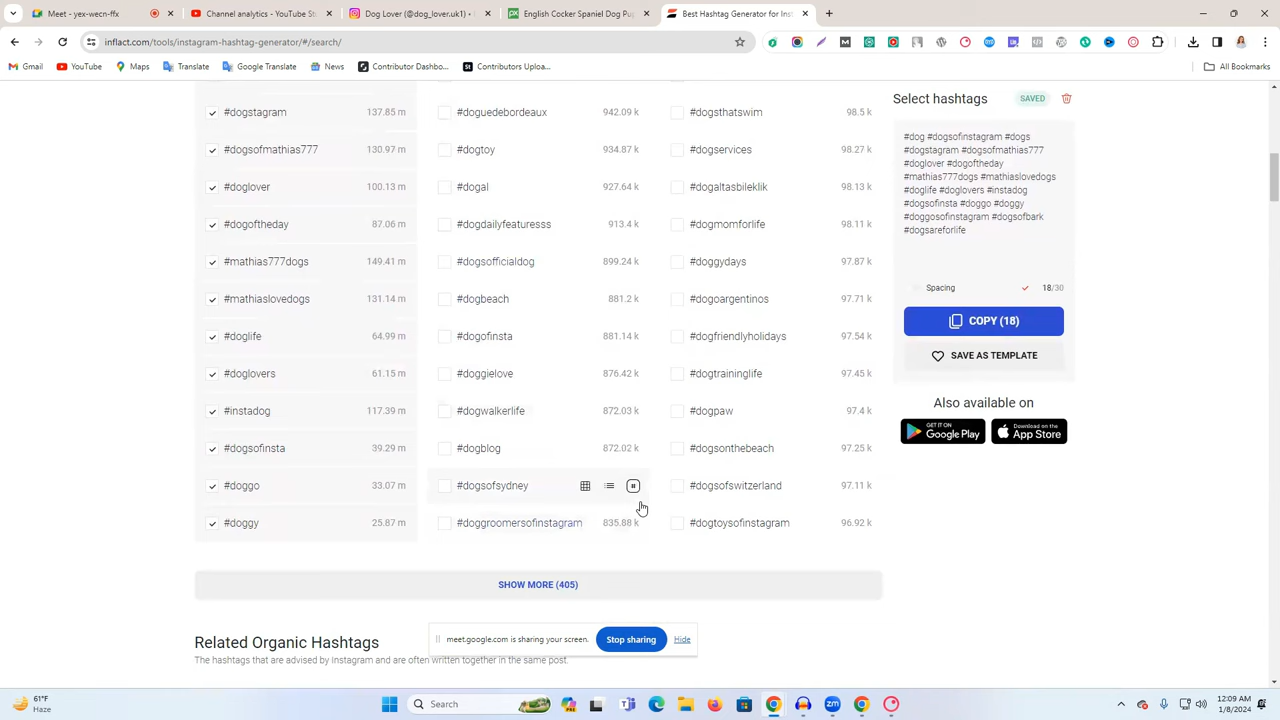 Meet - yex-wecn-ffx
Channel analytics - YouTube St
Dog Lovers(@dog_lover.uk1) •
English Cocker Spaniel Dog Pup
Best Hashtag Generator for Inst
inflact.com/tools/instagram-hashtag-generator/#/search/
Gmail YouTube Maps Translate Google Translate News Contributor Dashbo... Contributors Uploa... All Bookmarks
#dogstagram 137.85 m
#dogsofmathias777 130.97 m
#doglover 100.13 m
#dogoftheday 87.06 m
#mathias777dogs 149.41 m
#mathiaslovedogs 131.14 m
#doglife 64.99 m
#doglovers 61.15 m
#instadog 117.39 m
#dogsofinsta 39.29 m
#doggo 33.07 m
#doggy 25.87 m
#doguedebordeaux 942.09 k
#dogtoy 934.87 k
#dogal 927.64 k
#dogdailyfeaturesss 913.4 k
#dogsofficialdog 899.24 k
#dogbeach 881.2 k
#dogofinsta 881.14 k
#doggielove 876.42 k
#dogwalkerlife 872.03 k
#dogblog 872.02 k
#dogsofsydney
#doggroomersofinstagram 835.88 k
#dogsthatswim 98.5 k
#dogservices 98.27 k
#dogaltasbileklik 98.13 k
#dogmomforlife 98.11 k
#doggydays 97.87 k
#dogoargentinos 97.71 k
#dogfriendlyholidays 97.54 k
#dogtraininglife 97.45 k
#dogpaw 97.4 k
#dogsonthebeach 97.25 k
#dogsofswitzerland 97.11 k
#dogtoysofinstagram 96.92 k
SHOW MORE (405)
Related Organic Hashtags
The hashtags that are advised by Instagram and are often written together in the same post.
Select hashtags SAVED
#dog #dogsofinstagram #dogs
#dogstagram #dogsofmathias777
#doglover #dogoftheday
#mathias777dogs #mathiaslovedogs
#doglife #doglovers #instadog
#dogsofinsta #doggo #doggy
#doggosofinstagram #dogsofbark
#dogsareforlife
Spacing 18/30
COPY (18)
SAVE AS TEMPLATE
Also available on
GET IT ON
Google Play
Download on the
App Store
meet.google.com is sharing your screen. Stop sharing Hide
61°F
Haze
Search
12:09 AM
1/8/2024